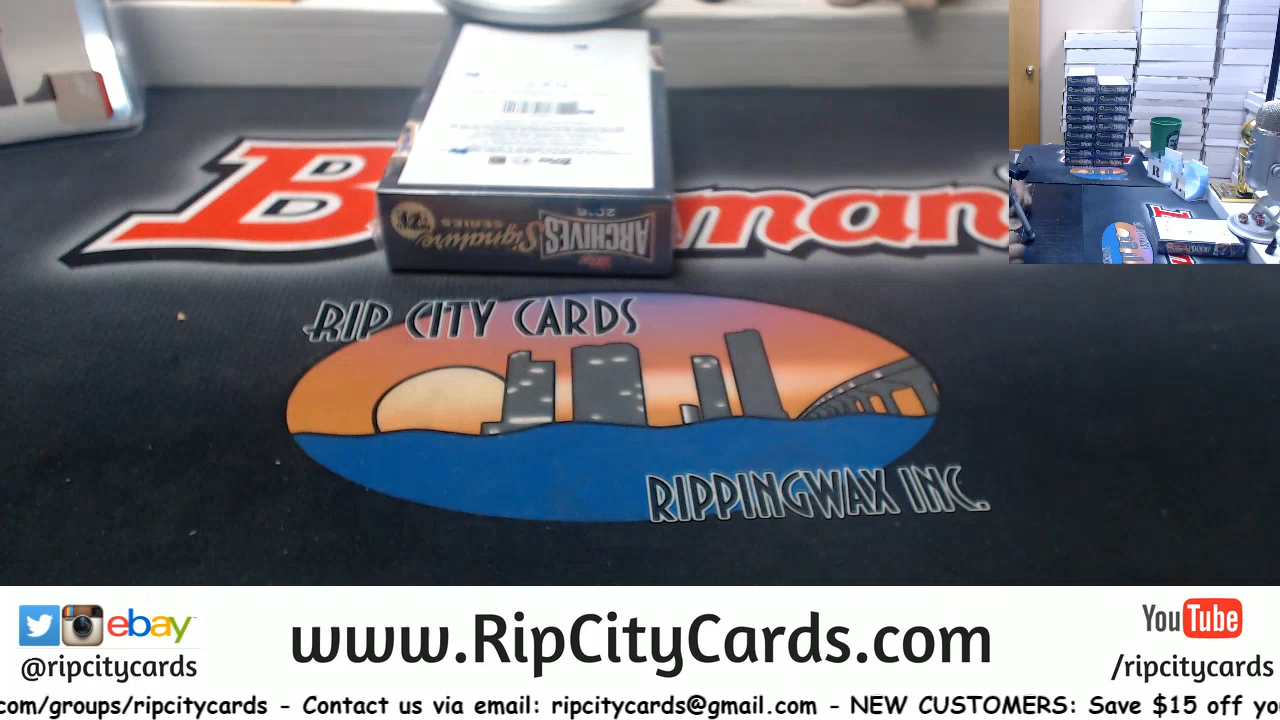 Bowman
Topps
ARCHIVES
2016
Signature
SERIES
RIP CITY CARDS
RIPPINGWAX INC.
ebay
@ripcitycards
www.RipCityCards.com
YouTube
/ripcitycards
com/groups/ripcitycards - Contact us via email: ripcitycards@gmail.com - NEW CUSTOMERS: Save $15 off yo